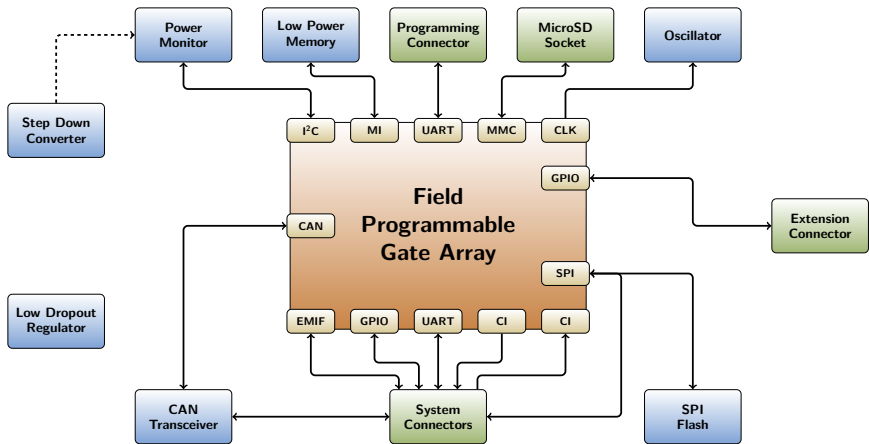 Power
Monitor
Low Power
Memory
Programming
Connector
MicroSD
Socket
Oscillator
Step Down
Converter
I²C
MI
UART
MMC
CLK
GPIO
Field
Programmable
Gate Array
CAN
Extension
Connector
SPI
Low Dropout
Regulator
EMIF
GPIO
UART
CI
CI
CAN
Transceiver
System
Connectors
SPI
Flash